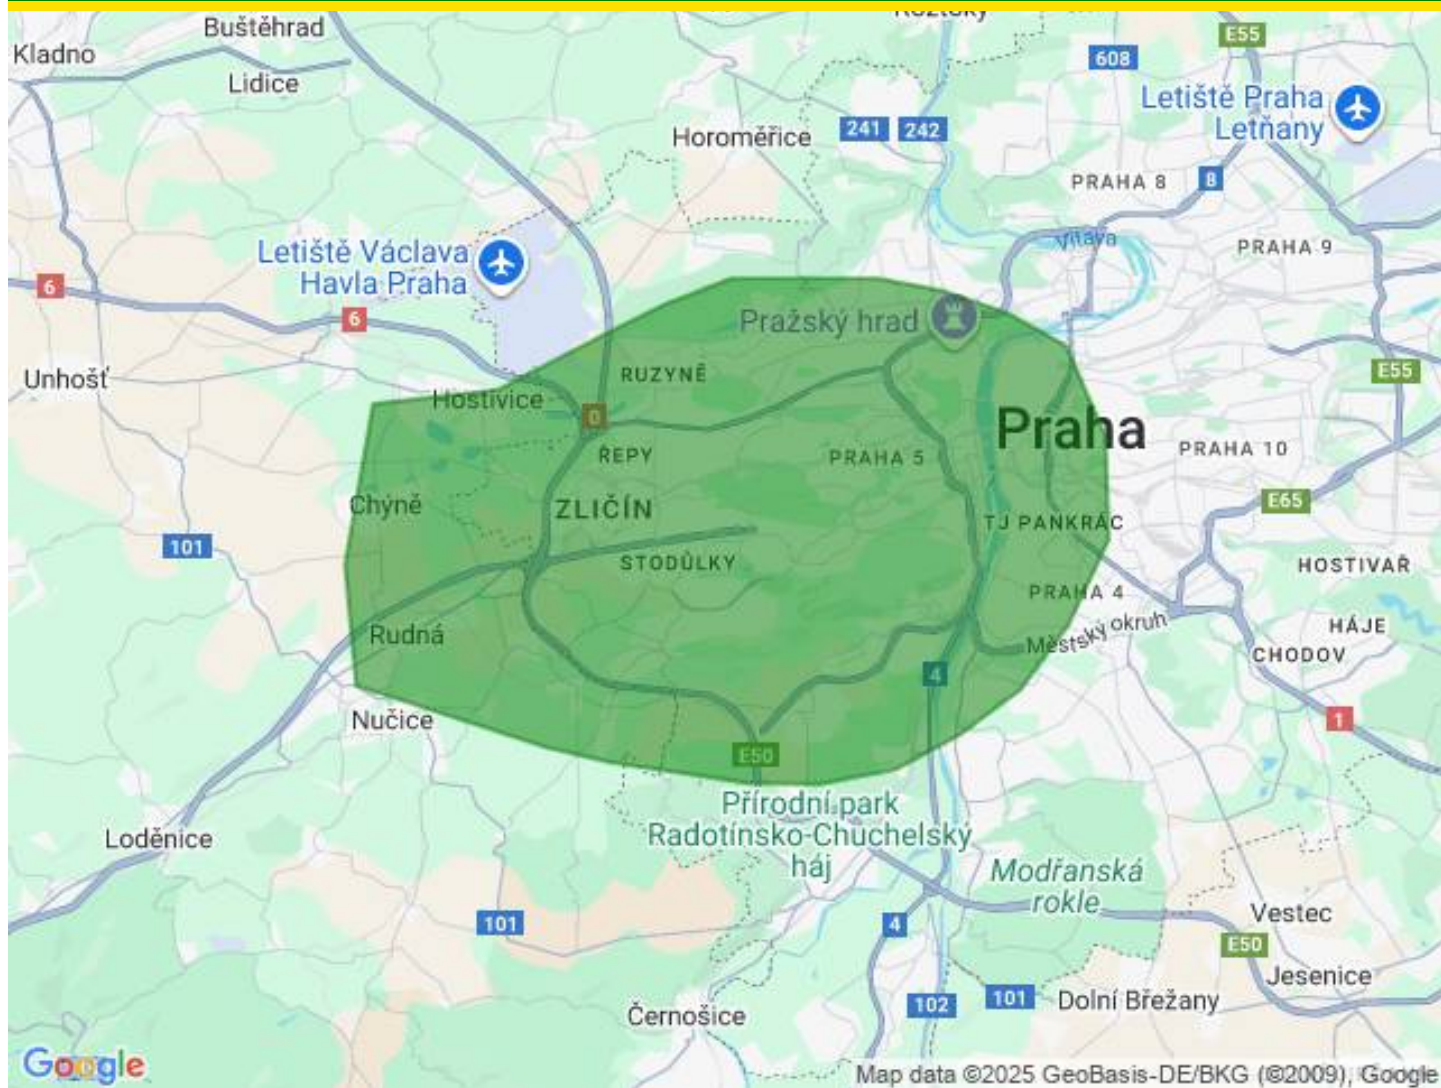 Buštěhrad
Kladno
Lidice
E55
608
Letiště Praha
Letňany
Horoměřice
241
242
PRAHA 8
8
Letiště Václava
Havla Praha
Vltava
PRAHA 9
6
6
Pražský hrad
Unhošť
RUZYNĚ
E55
Hostivice
0
Praha
ŘEPY
PRAHA 5
PRAHA 10
Chýně
ZLIČÍN
E65
TJ PANKRÁC
101
STODŮLKY
HOSTIVAŘ
PRAHA 4
Rudná
Městský okruh
HÁJE
CHODOV
4
Nučice
1
E50
Přírodní park
Radotínsko-Chuchelský
háj
Loděnice
Modřanská
rokle
101
4
Vestec
E50
Jesenice
102
101
Dolní Břežany
Černošice
Google
Map data ©2025 GeoBasis-DE/BKG (©2009), Google